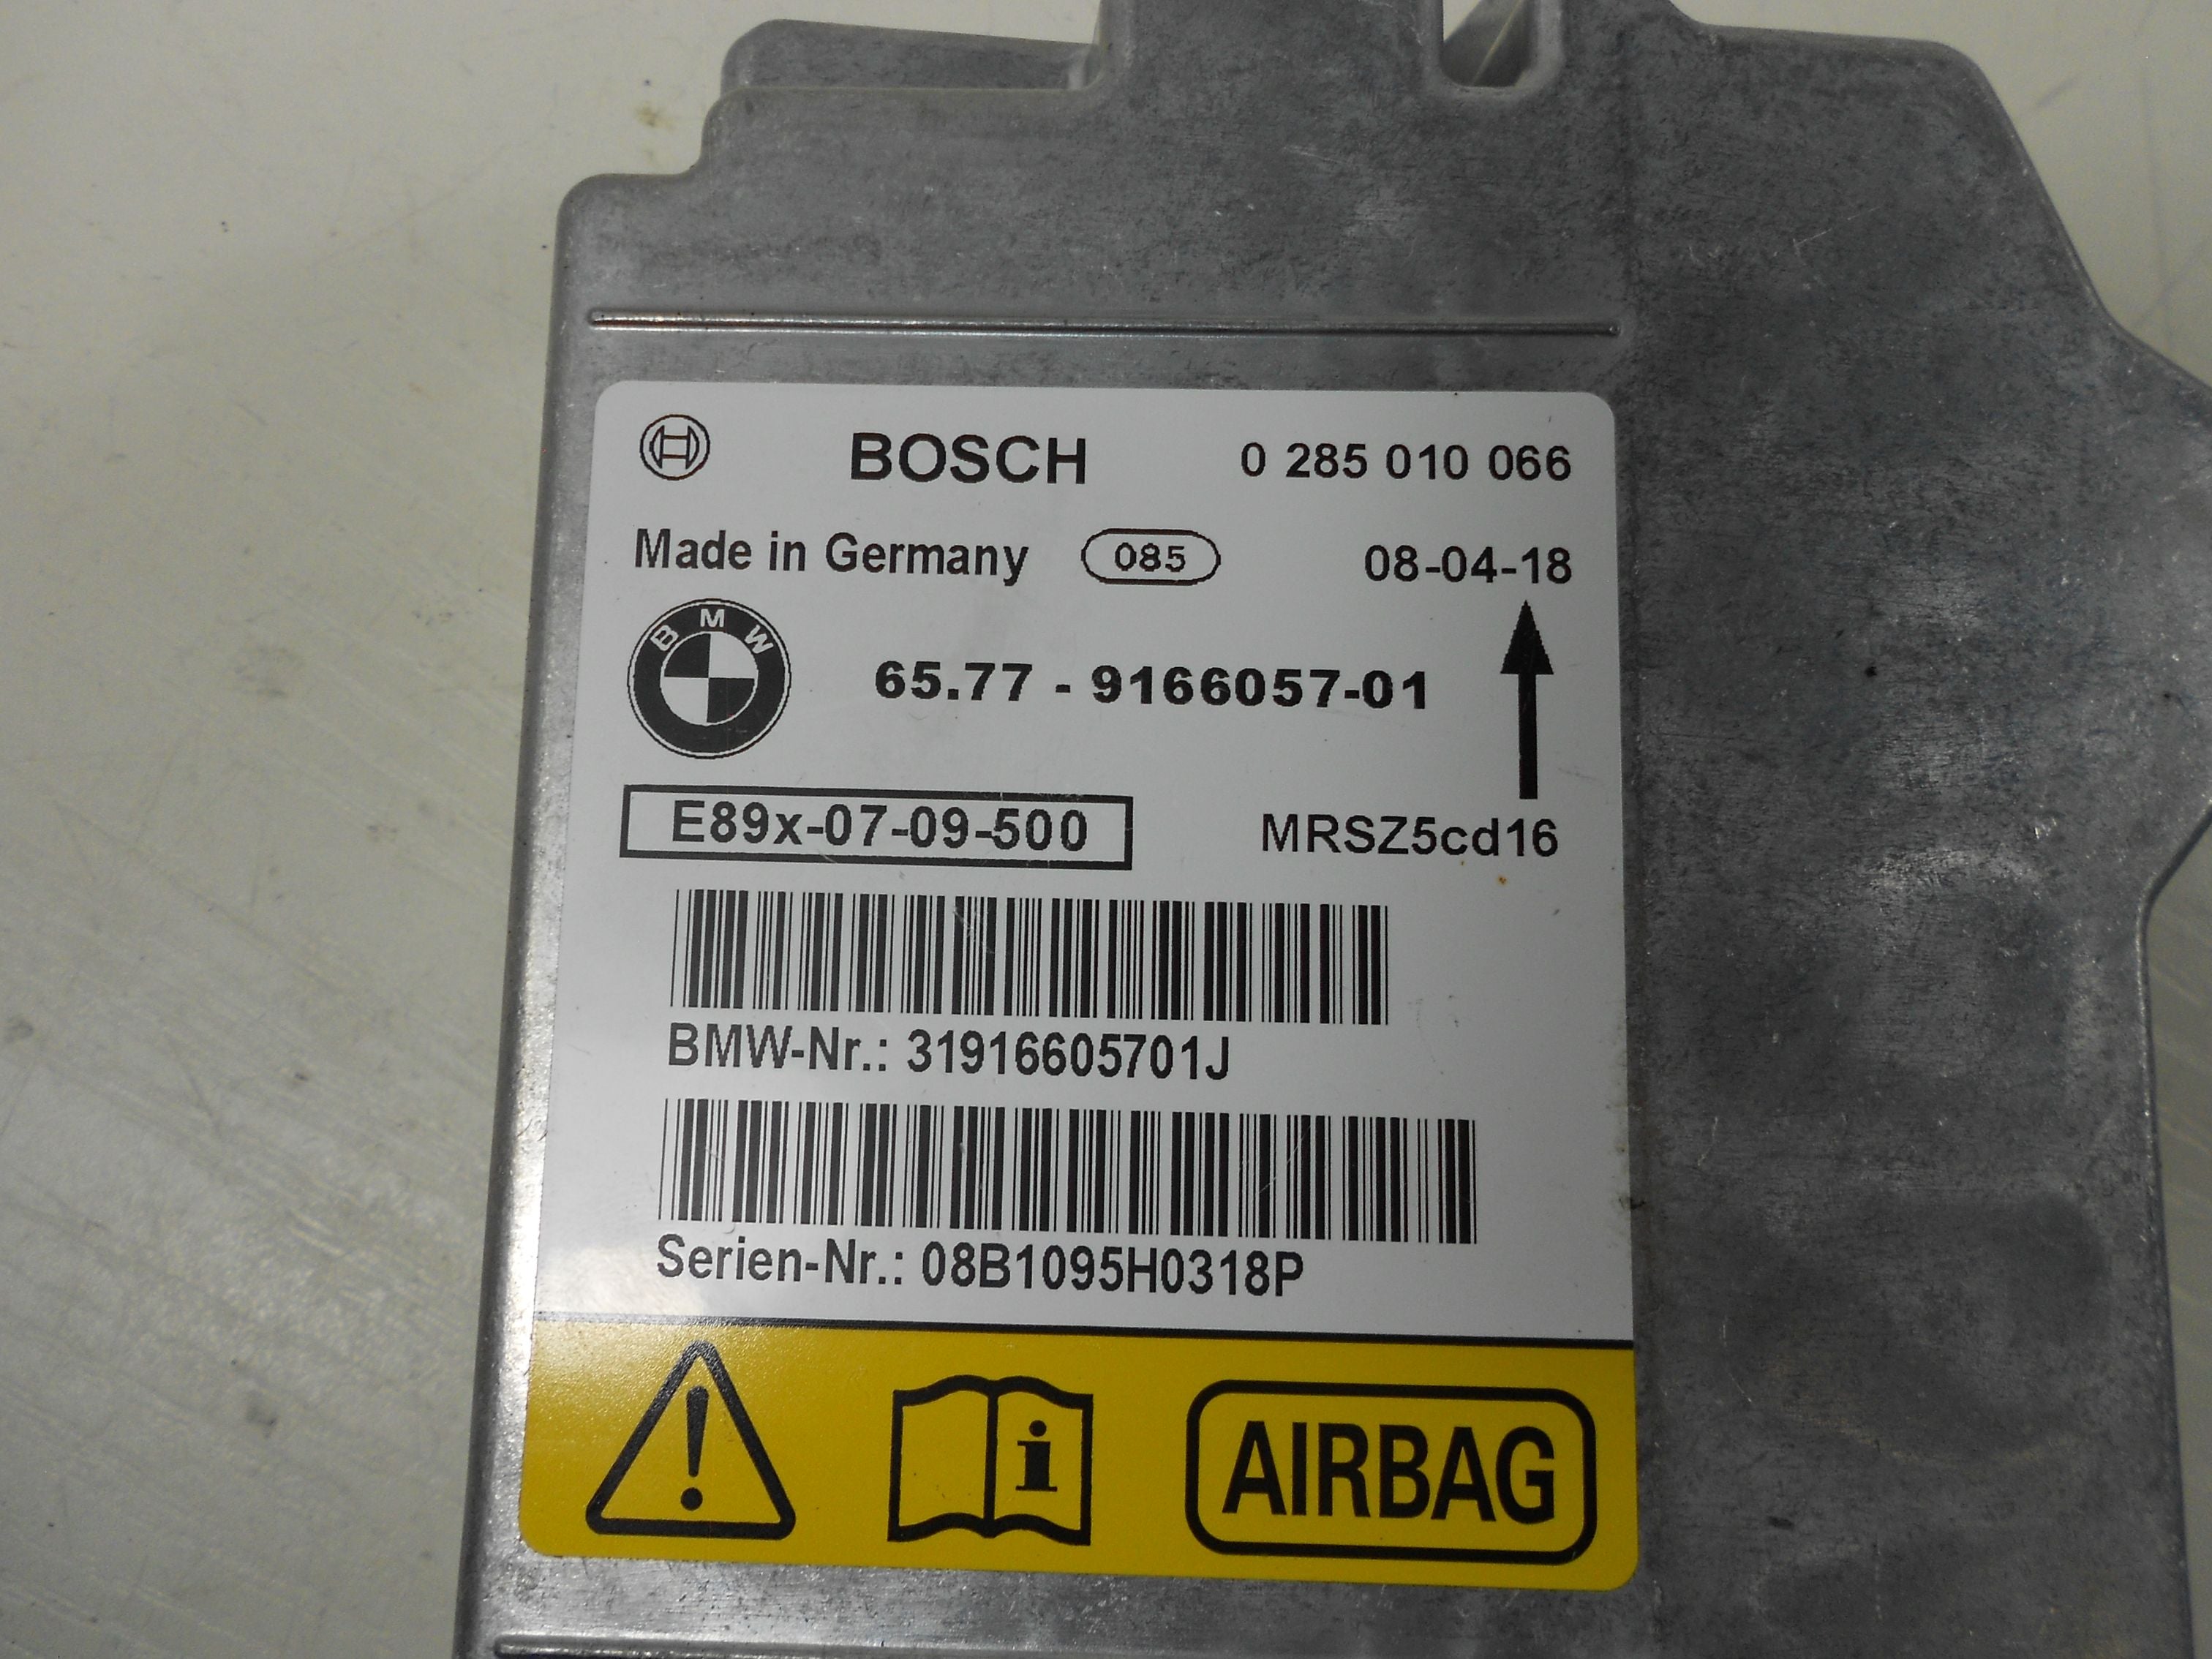 BOSCH 0 285 010 066
Made in Germany 085 08-04-18
BMW
65.77 - 9166057-01
E89x-07-09-500 MRSZ5cd16
BMW-Nr.: 31916605701J
Serien-Nr.: 08B1095H0318P
! i AIRBAG